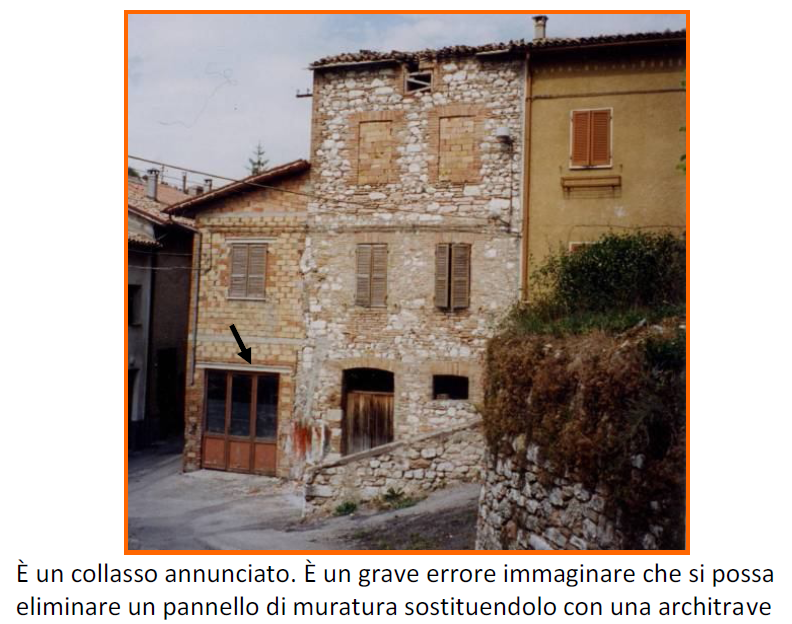 È un collasso annunciato. È un grave errore immaginare che si possa
eliminare un pannello di muratura sostituendolo con una architrave